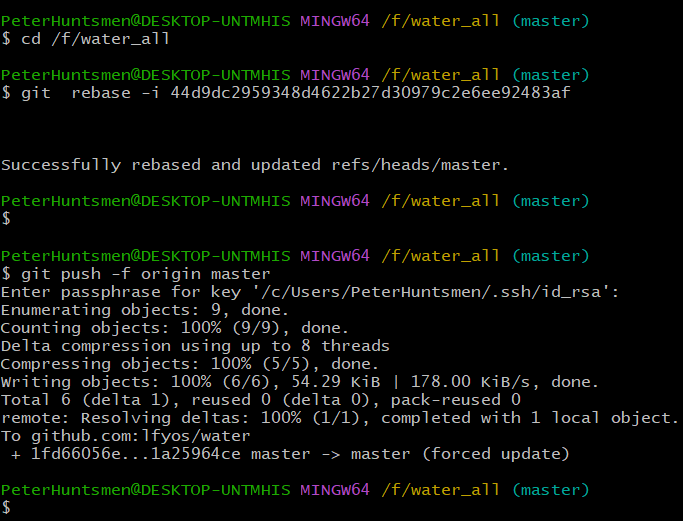 PeterHuntsmen@DESKTOP-UNTMHIS MINGW64 /f/water_all (master)
$ cd /f/water_all
PeterHuntsmen@DESKTOP-UNTMHIS MINGW64 /f/water_all (master)
$ git  rebase -i 44d9dc2959348d4622b27d30979c2e6ee92483af
Successfully rebased and updated refs/heads/master.
PeterHuntsmen@DESKTOP-UNTMHIS MINGW64 /f/water_all (master)
$
PeterHuntsmen@DESKTOP-UNTMHIS MINGW64 /f/water_all (master)
$ git push -f origin master
Enter passphrase for key '/c/Users/PeterHuntsmen/.ssh/id_rsa':
Enumerating objects: 9, done.
Counting objects: 100% (9/9), done.
Delta compression using up to 8 threads
Compressing objects: 100% (5/5), done.
Writing objects: 100% (6/6), 54.29 KiB | 178.00 KiB/s, done.
Total 6 (delta 1), reused 0 (delta 0), pack-reused 0
remote: Resolving deltas: 100% (1/1), completed with 1 local object.
To github.com:lfyos/water
 + 1fd66056e...1a25964ce master -> master (forced update)
PeterHuntsmen@DESKTOP-UNTMHIS MINGW64 /f/water_all (master)
$